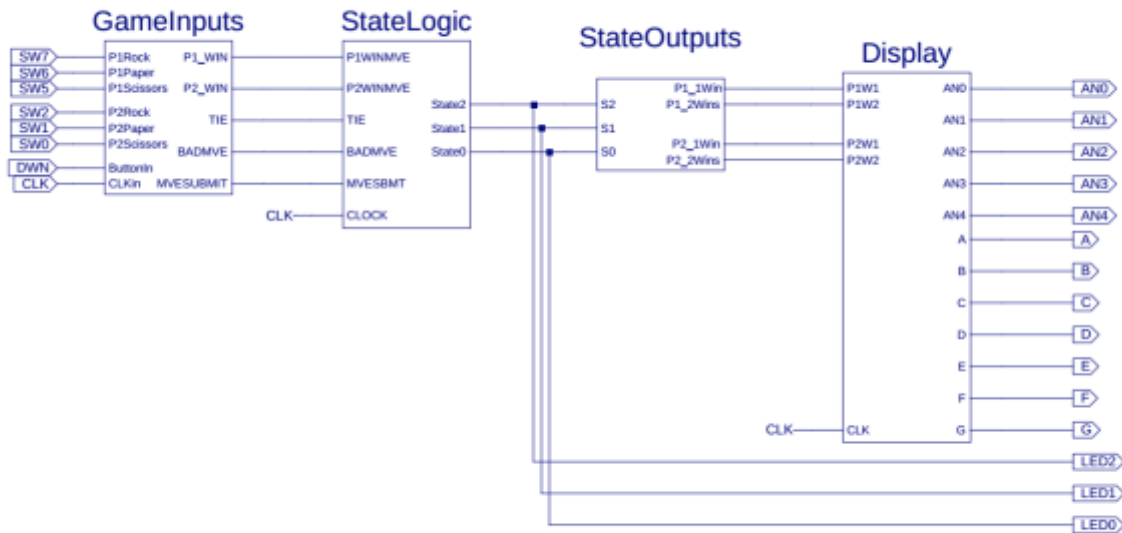 GameInputs
StateLogic
StateOutputs
Display
SW7
SW6
SW5
SW2
SW1
SW0
DWN
CLK
P1Rock
P1Paper
P1Scissors
P2Rock
P2Paper
P2Scissors
ButtonIn
CLKin
P1_WIN
P2_WIN
TIE
BADMVE
MVESUBMIT
P1WINMVE
P2WINMVE
TIE
BADMVE
MVESBMT
CLK
CLOCK
State2
State1
State0
S2
S1
S0
P1_1Win
P1_2Wins
P2_1Win
P2_2Wins
P1W1
P1W2
P2W1
P2W2
CLK
CLK
AN0
AN1
AN2
AN3
AN4
A
B
C
D
E
F
G
AN0
AN1
AN2
AN3
AN4
A
B
C
D
E
F
G
LED2
LED1
LED0